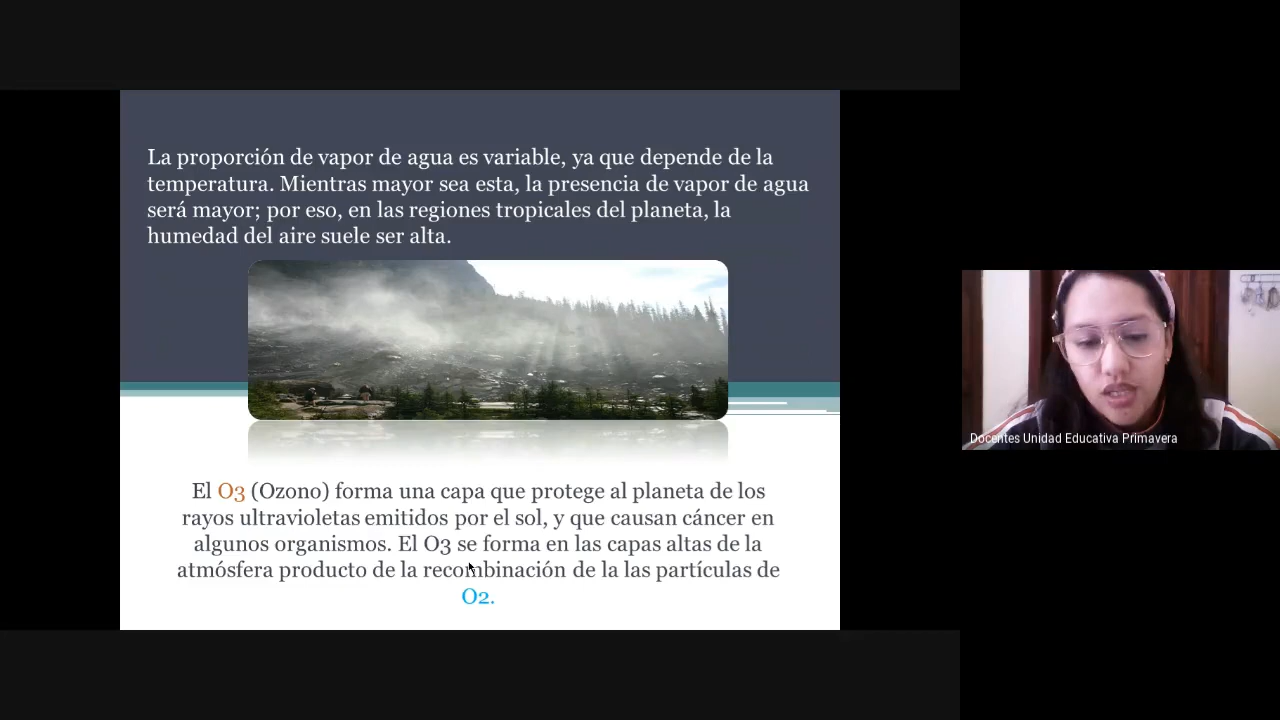 La proporción de vapor de agua es variable, ya que depende de la
temperatura. Mientras mayor sea esta, la presencia de vapor de agua
será mayor; por eso, en las regiones tropicales del planeta, la
humedad del aire suele ser alta.
El O3 (Ozono) forma una capa que protege al planeta de los
rayos ultravioletas emitidos por el sol, y que causan cáncer en
algunos organismos. El O3 se forma en las capas altas de la
atmósfera producto de la recombinación de la las partículas de
O2.
Docentes Unidad Educativa Primavera